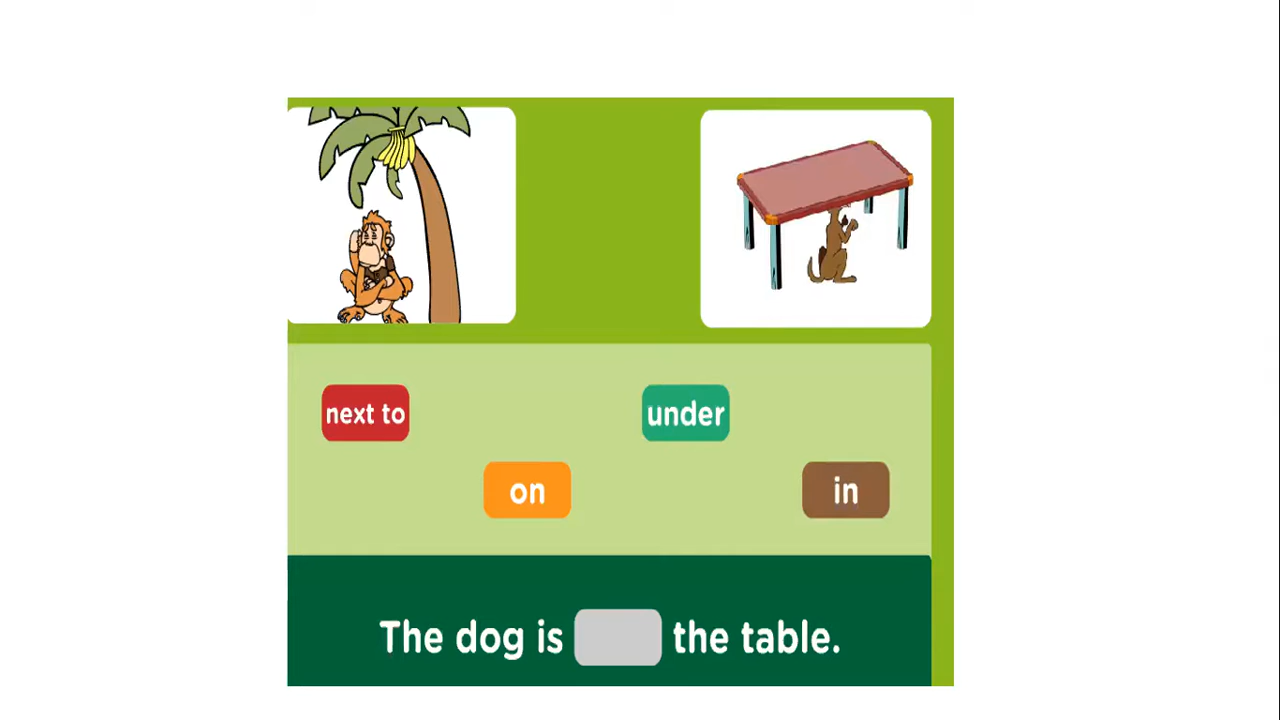 next to
under
on
in
The dog is the table.